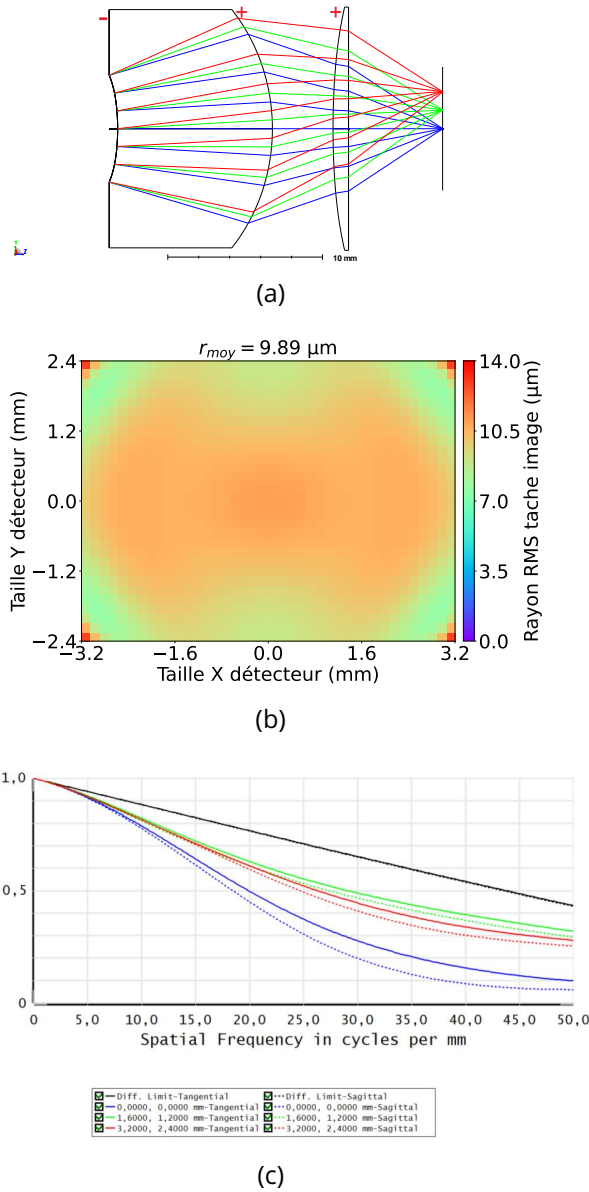 - + +
10 mm
(a)
r_moy = 9.89 µm
2.4
1.2
0.0
−1.2
−2.4
−3.2 −1.6 0.0 1.6 3.2
Taille X détecteur (mm)
Taille Y détecteur (mm)
14.0
10.5
7.0
3.5
0.0
Rayon RMS tache image (µm)
(b)
1,0
0,5
0
0 5,0 10,0 15,0 20,0 25,0 30,0 35,0 40,0 45,0 50,0
Spatial Frequency in cycles per mm
Diff. Limit-Tangential Diff. Limit-Sagittal
0,0000, 0,0000 mm-Tangential 0,0000, 0,0000 mm-Sagittal
1,6000, 1,2000 mm-Tangential 1,6000, 1,2000 mm-Sagittal
3,2000, 2,4000 mm-Tangential 3,2000, 2,4000 mm-Sagittal
(c)